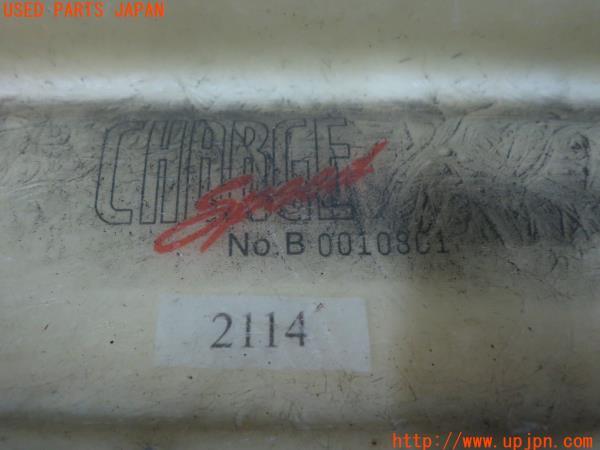 USED PARTS JAPAN
CHARGE
Speed
No. B 0010801
2114
http://www.upjpn.com/